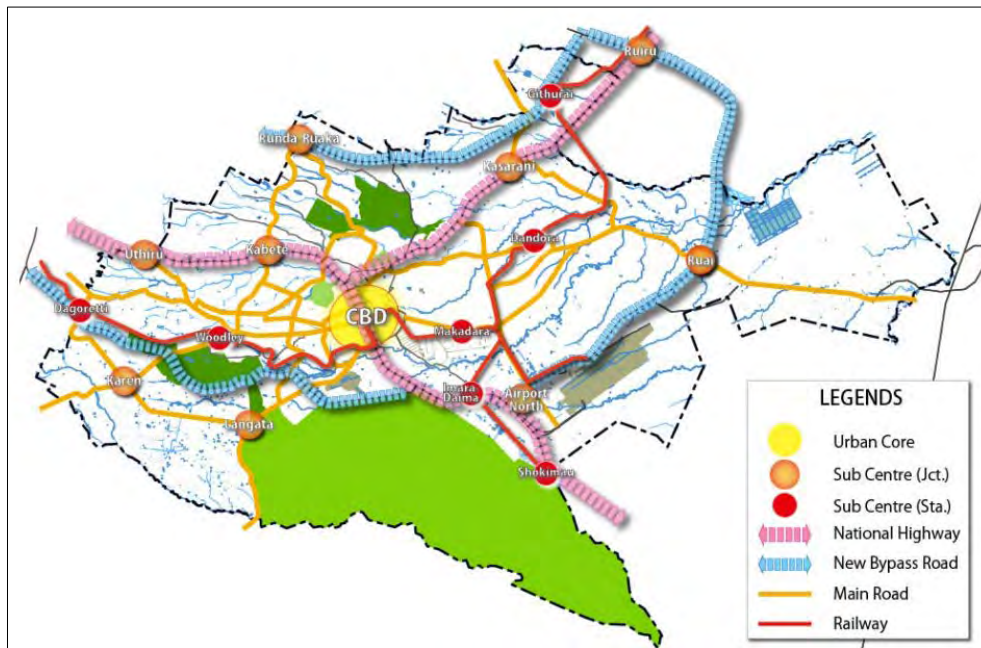 Ruiru
Githurai
Runda-Ruaka
Kasarani
Dandora
Uthiru
Kabete
Ruai
CBD
Dagoretti
Woodley
Makadara
Karen
Imara
Daima
Airport
North
Langata
Shokimau
LEGENDS
Urban Core
Sub Centre (Jct.)
Sub Centre (Sta.)
National Highway
New Bypass Road
Main Road
Railway